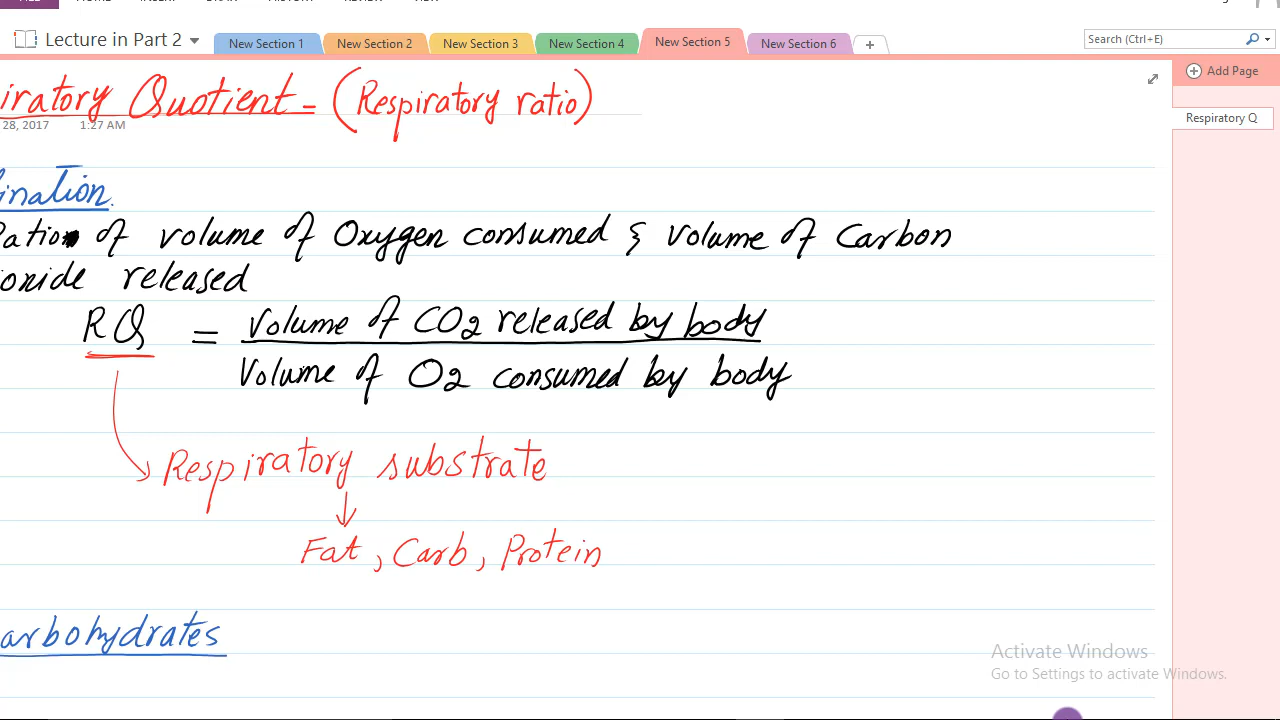 Lecture in Part 2
New Section 1
New Section 2
New Section 3
New Section 4
New Section 5
New Section 6
Search (Ctrl+E)
Add Page
Respiratory Q
iratory Quotient = (Respiratory ratio)
28, 2017 1:27 AM
ination.
Ratio of volume of Oxygen consumed & volume of Carbon
oxide released
RQ = Volume of CO2 released by body
Volume of O2 consumed by body
Respiratory substrate
Fat, Carb, Protein
arbohydrates
Activate Windows
Go to Settings to activate Windows.